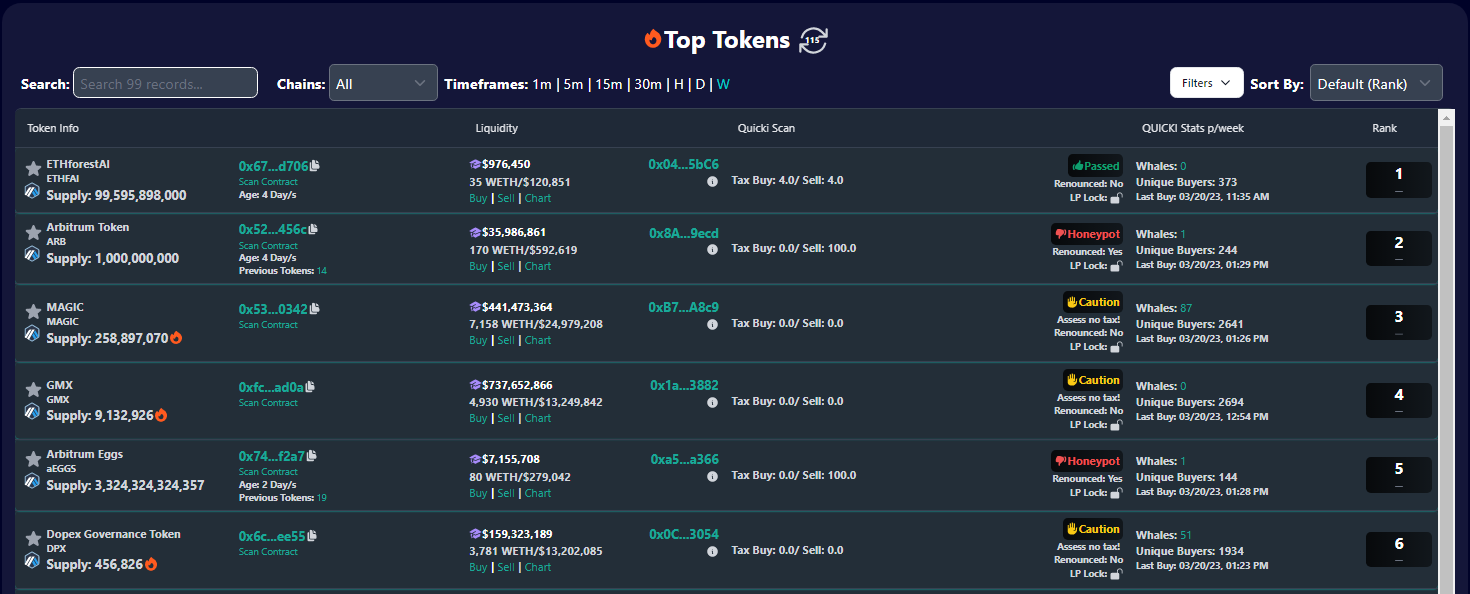 Top Tokens 115
Search: Search 99 records... Chains: All Timeframes: 1m | 5m | 15m | 30m | H | D | W Filters Sort By: Default (Rank)
Token Info Liquidity Quicki Scan QUICKI Stats p/week Rank
ETHforestAI
ETHFAI
Supply: 99,595,898,000
0x67...d706
Scan Contract
Age: 4 Day/s
$976,450
35 WETH/$120,851
Buy | Sell | Chart
0x04...5bC6
Tax Buy: 4.0/ Sell: 4.0
Passed
Renounced: No
LP Lock:
Whales: 0
Unique Buyers: 373
Last Buy: 03/20/23, 11:35 AM
1
Arbitrum Token
ARB
Supply: 1,000,000,000
0x52...456c
Scan Contract
Age: 4 Day/s
Previous Tokens: 14
$35,986,861
170 WETH/$592,619
Buy | Sell | Chart
0x8A...9ecd
Tax Buy: 0.0/ Sell: 100.0
Honeypot
Renounced: Yes
LP Lock:
Whales: 1
Unique Buyers: 244
Last Buy: 03/20/23, 01:29 PM
2
MAGIC
MAGIC
Supply: 258,897,070
0x53...0342
Scan Contract
$441,473,364
7,158 WETH/$24,979,208
Buy | Sell | Chart
0xB7...A8c9
Tax Buy: 0.0/ Sell: 0.0
Caution
Assess no tax!
Renounced: No
LP Lock:
Whales: 87
Unique Buyers: 2641
Last Buy: 03/20/23, 01:26 PM
3
GMX
GMX
Supply: 9,132,926
0xfc...ad0a
Scan Contract
$737,652,866
4,930 WETH/$13,249,842
Buy | Sell | Chart
0x1a...3882
Tax Buy: 0.0/ Sell: 0.0
Caution
Assess no tax!
Renounced: No
LP Lock:
Whales: 0
Unique Buyers: 2694
Last Buy: 03/20/23, 12:54 PM
4
Arbitrum Eggs
aEGGS
Supply: 3,324,324,324,357
0x74...f2a7
Scan Contract
Age: 2 Day/s
Previous Tokens: 19
$7,155,708
80 WETH/$279,042
Buy | Sell | Chart
0xa5...a366
Tax Buy: 0.0/ Sell: 100.0
Honeypot
Renounced: Yes
LP Lock:
Whales: 1
Unique Buyers: 144
Last Buy: 03/20/23, 01:28 PM
5
Dopex Governance Token
DPX
Supply: 456,826
0x6c...ee55
Scan Contract
$159,323,189
3,781 WETH/$13,202,085
Buy | Sell | Chart
0x0C...3054
Tax Buy: 0.0/ Sell: 0.0
Caution
Assess no tax!
Renounced: No
LP Lock:
Whales: 51
Unique Buyers: 1934
Last Buy: 03/20/23, 01:23 PM
6